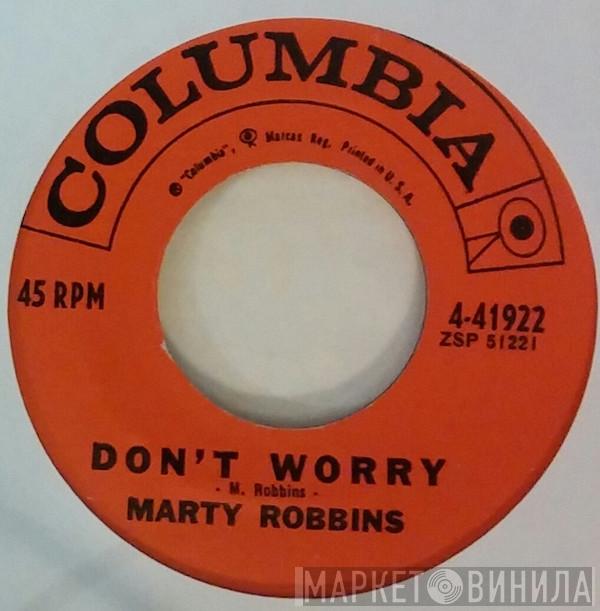 COLUMBIA
® "Columbia", Marcas Reg. Printed in U.S.A.
45 RPM
4-41922
ZSP 51221
DON'T WORRY
- M. Robbins -
MARTY ROBBINS
МАРКЕТ ВИНИЛА